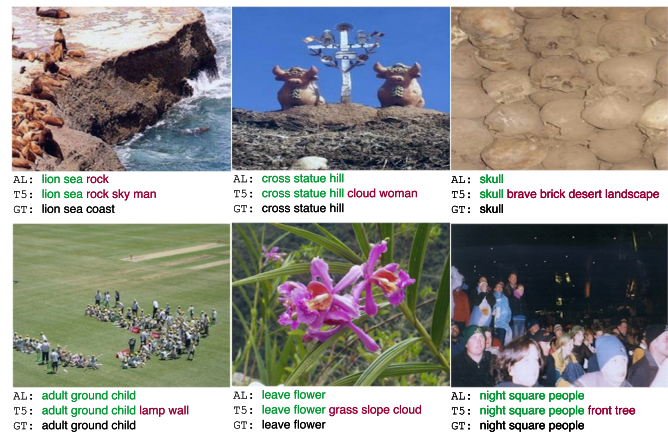 AL: lion sea rock
T5: lion sea rock sky man
GT: lion sea coast
AL: cross statue hill
T5: cross statue hill cloud woman
GT: cross statue hill
AL: skull
T5: skull brave brick desert landscape
GT: skull
AL: adult ground child
T5: adult ground child lamp wall
GT: adult ground child
AL: leave flower
T5: leave flower grass slope cloud
GT: leave flower
AL: night square people
T5: night square people front tree
GT: night square people